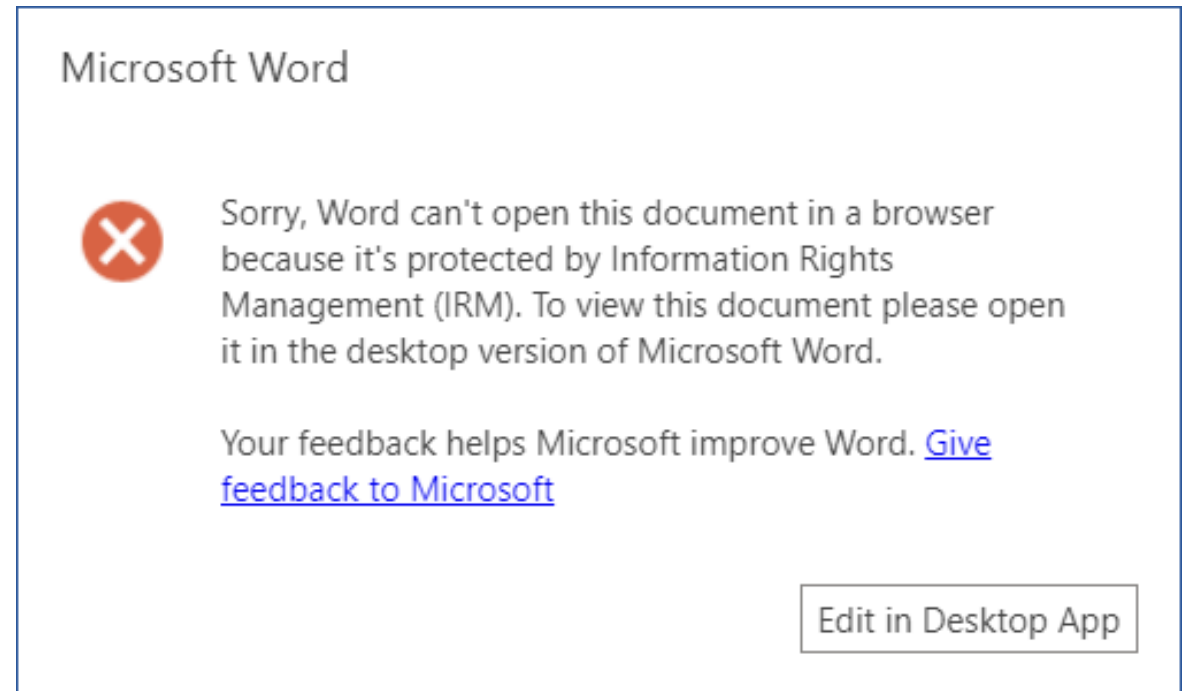 Microsoft Word
Sorry, Word can't open this document in a browser
because it's protected by Information Rights
Management (IRM). To view this document please open
it in the desktop version of Microsoft Word.
Your feedback helps Microsoft improve Word. Give
feedback to Microsoft
Edit in Desktop App